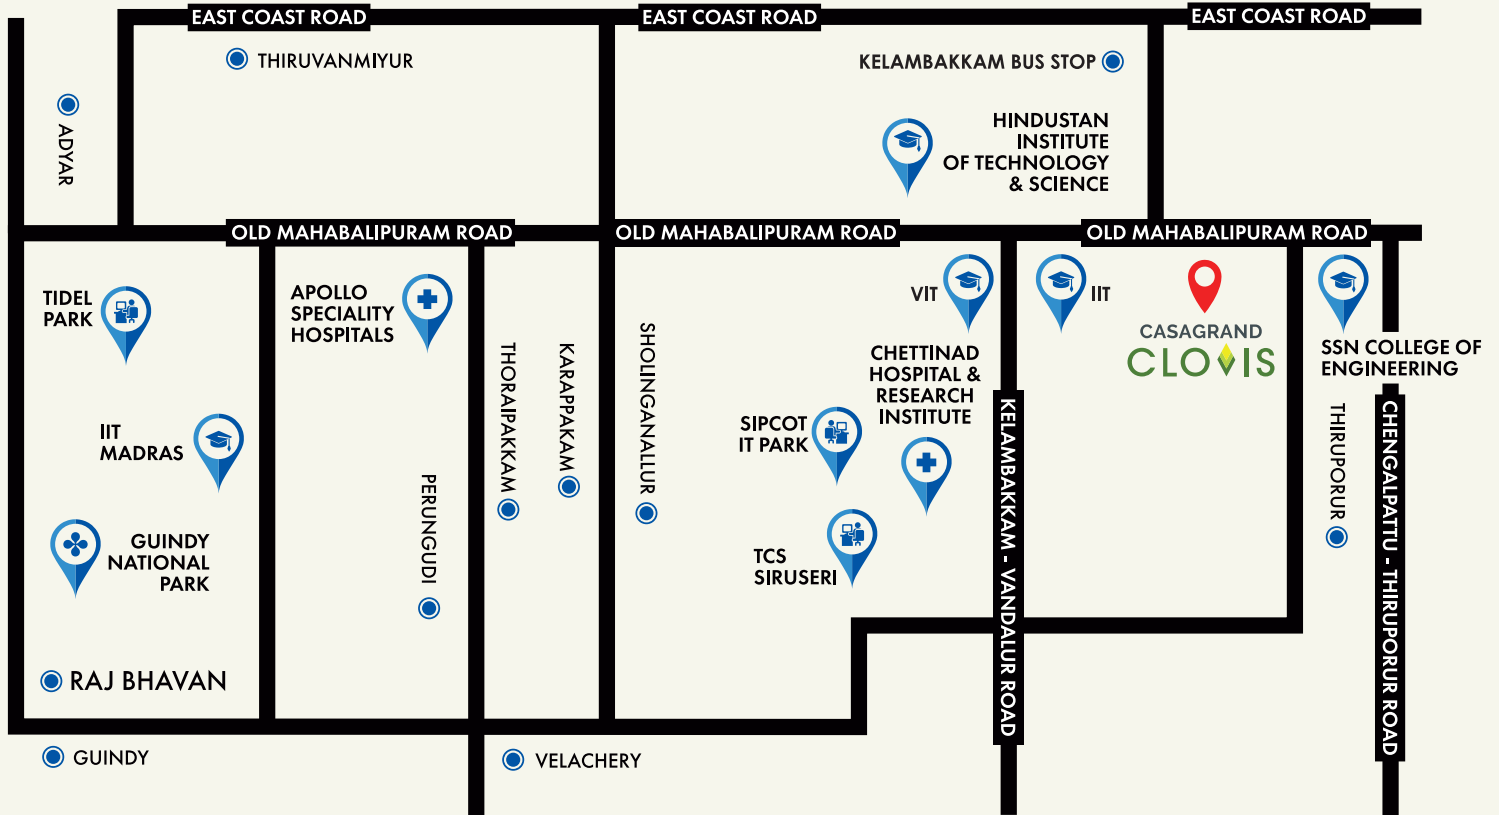 EAST COAST ROAD
EAST COAST ROAD
EAST COAST ROAD
THIRUVANMIYUR
KELAMBAKKAM BUS STOP
ADYAR
HINDUSTAN
INSTITUTE
OF TECHNOLOGY
& SCIENCE
OLD MAHABALIPURAM ROAD
OLD MAHABALIPURAM ROAD
OLD MAHABALIPURAM ROAD
TIDEL
PARK
APOLLO
SPECIALITY
HOSPITALS
VIT
IIT
CASAGRAND
CLOVIS
SSN COLLEGE OF
ENGINEERING
THORAIPAKKAM
KARAPPAKAM
SHOLINGANALLUR
CHETTINAD
HOSPITAL &
RESEARCH
INSTITUTE
IIT
MADRAS
SIPCOT
IT PARK
KELAMBAKKAM - VANDALUR ROAD
THIRUPORUR
CHENGALPATTU - THIRUPORUR ROAD
PERUNGUDI
GUINDY
NATIONAL
PARK
TCS
SIRUSERI
RAJ BHAVAN
GUINDY
VELACHERY